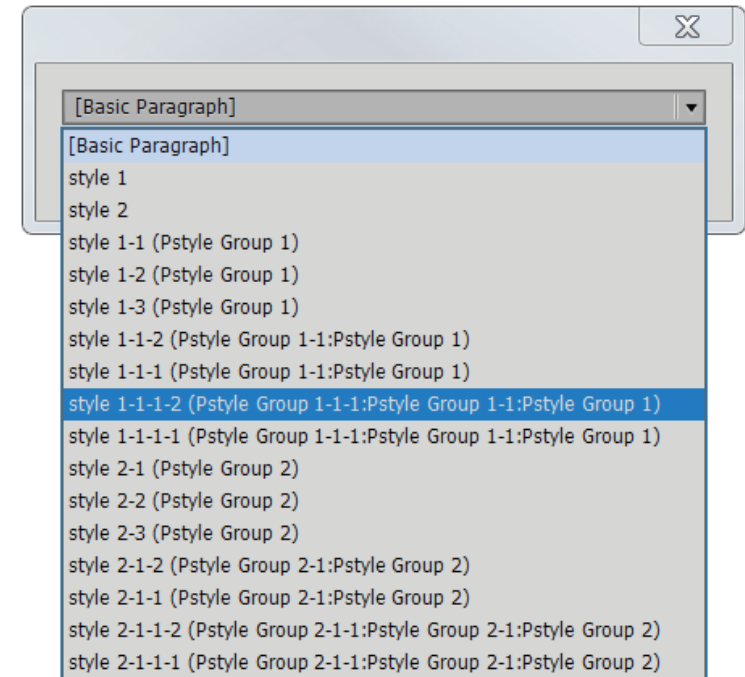 [Basic Paragraph]
[Basic Paragraph]
style 1
style 2
style 1-1 (Pstyle Group 1)
style 1-2 (Pstyle Group 1)
style 1-3 (Pstyle Group 1)
style 1-1-2 (Pstyle Group 1-1:Pstyle Group 1)
style 1-1-1 (Pstyle Group 1-1:Pstyle Group 1)
style 1-1-1-2 (Pstyle Group 1-1-1:Pstyle Group 1-1:Pstyle Group 1)
style 1-1-1-1 (Pstyle Group 1-1-1:Pstyle Group 1-1:Pstyle Group 1)
style 2-1 (Pstyle Group 2)
style 2-2 (Pstyle Group 2)
style 2-3 (Pstyle Group 2)
style 2-1-2 (Pstyle Group 2-1:Pstyle Group 2)
style 2-1-1 (Pstyle Group 2-1:Pstyle Group 2)
style 2-1-1-2 (Pstyle Group 2-1-1:Pstyle Group 2-1:Pstyle Group 2)
style 2-1-1-1 (Pstyle Group 2-1-1:Pstyle Group 2-1:Pstyle Group 2)